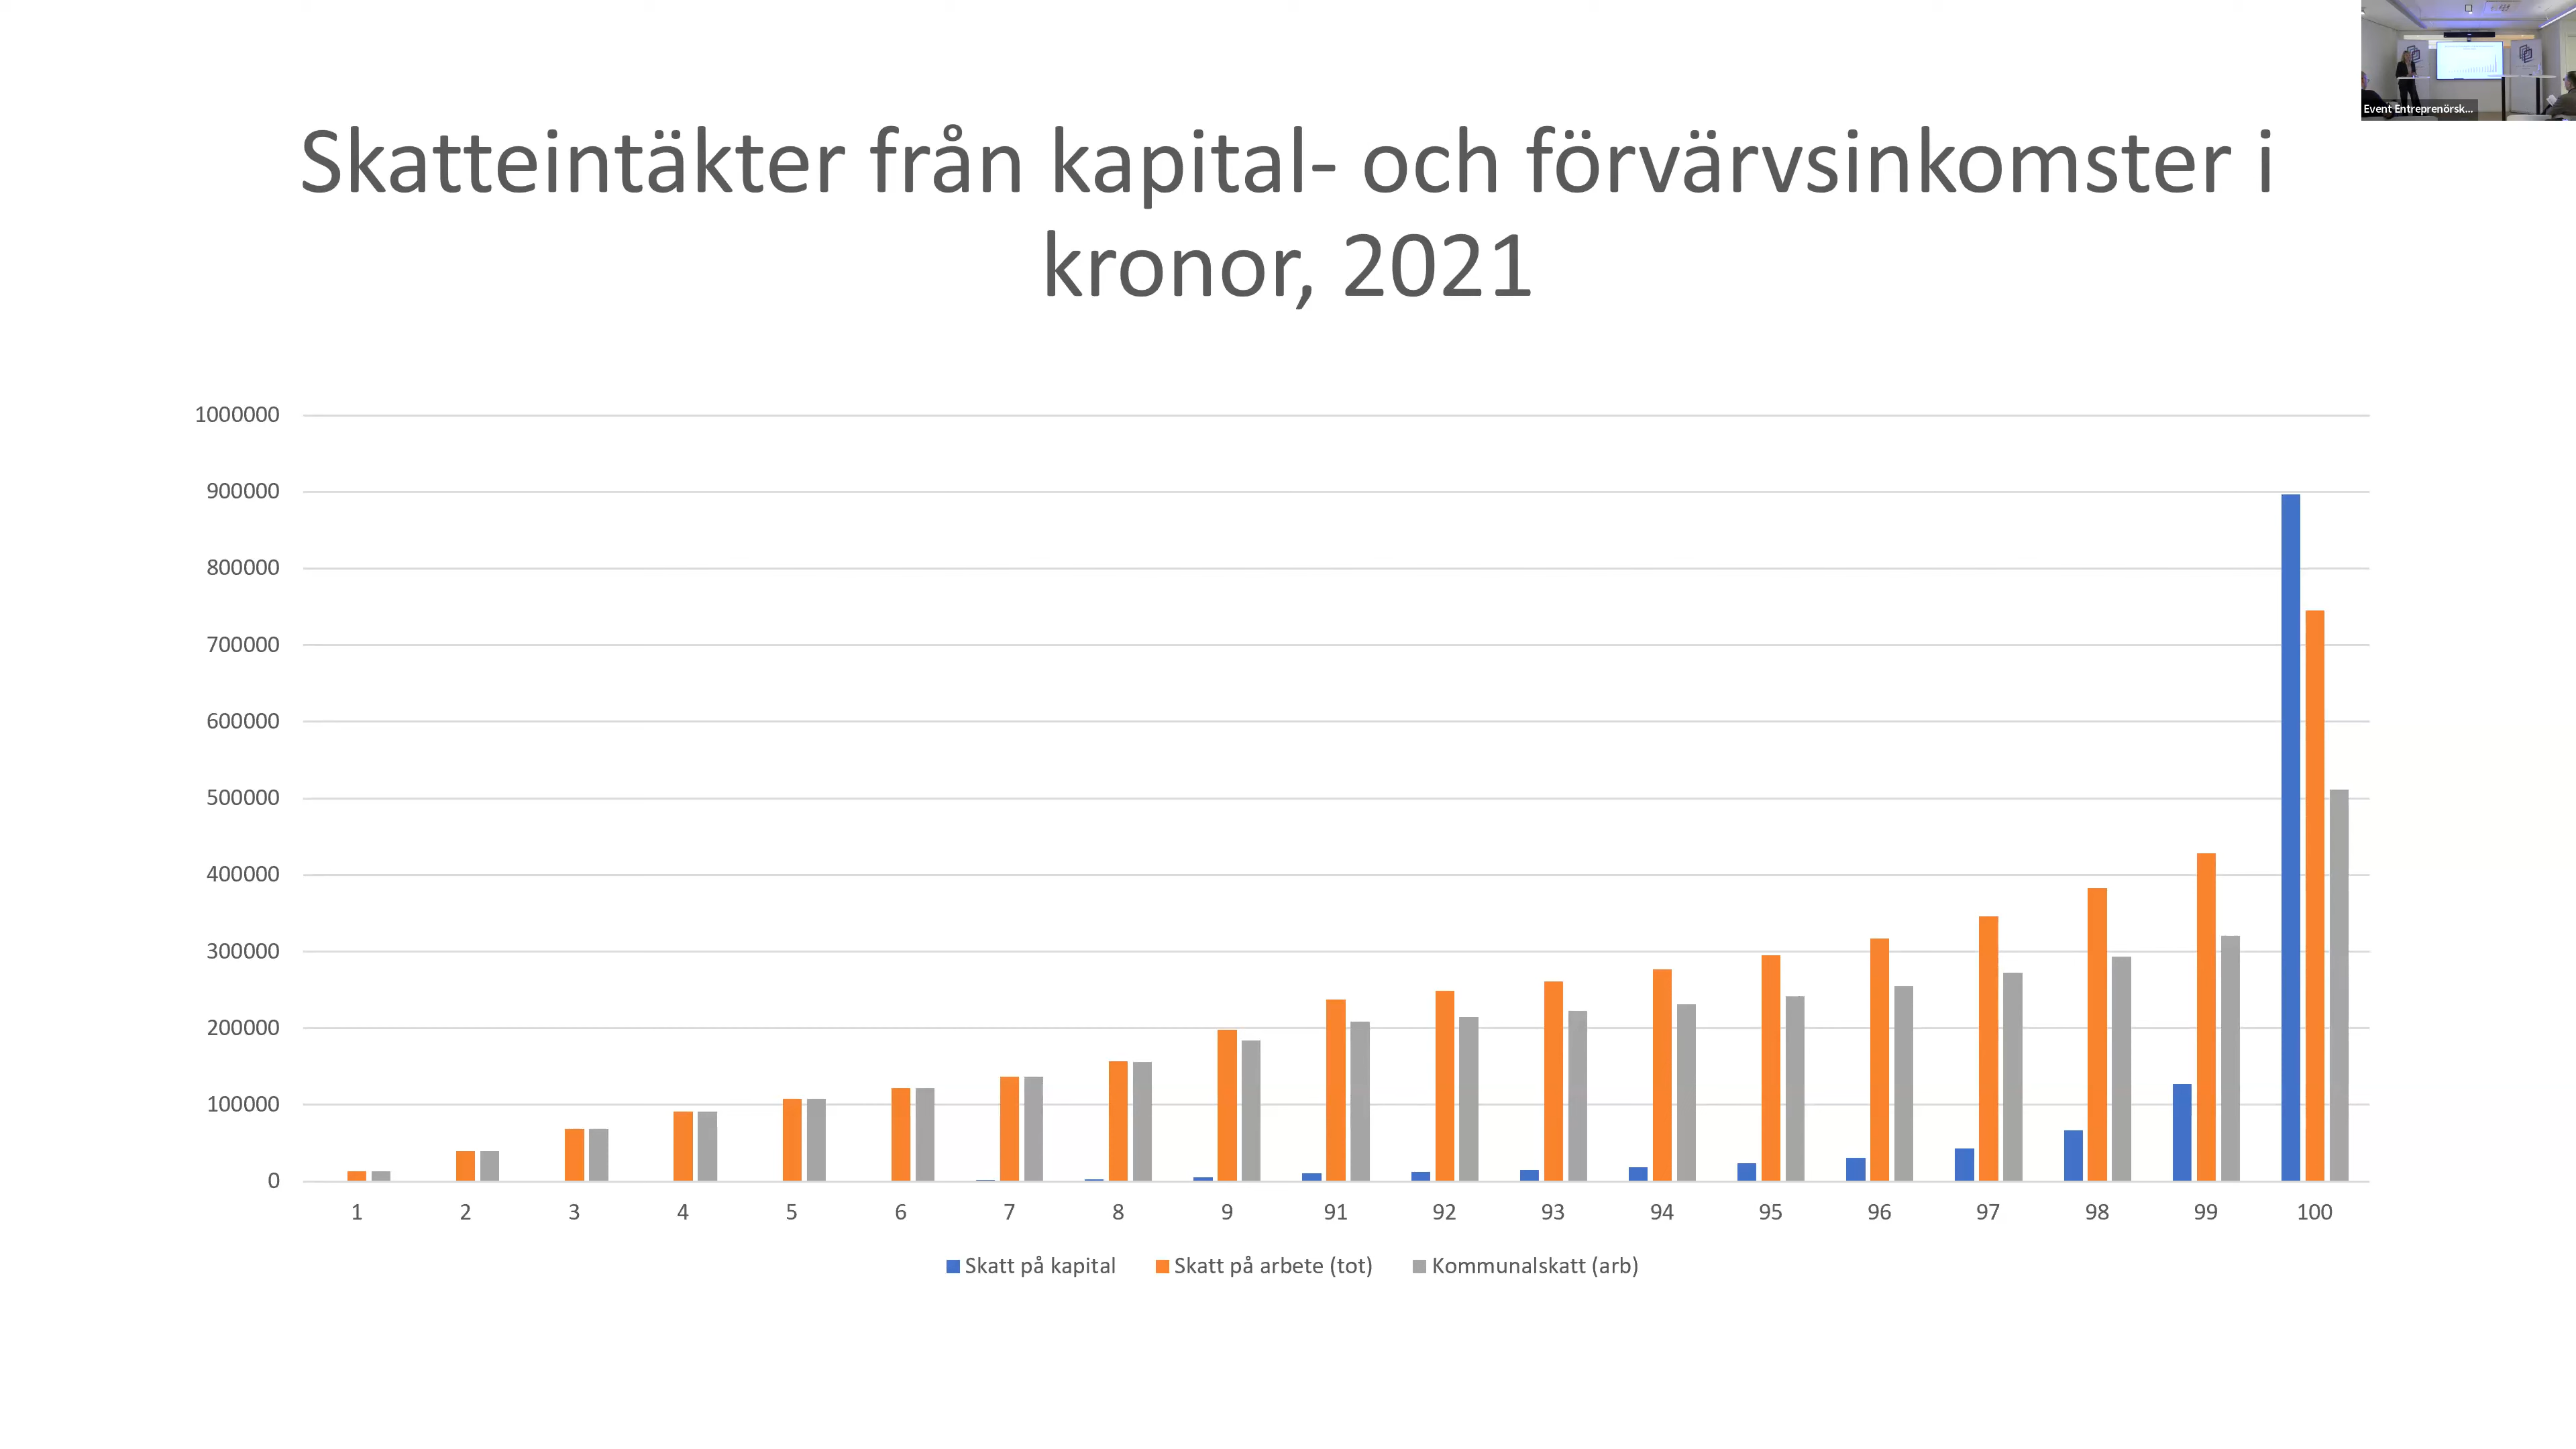 Event Entreprenörsk...
Skatteintäkter från kapital- och förvärvsinkomster i
kronor, 2021
1000000
900000
800000
700000
600000
500000
400000
300000
200000
100000
0
1 2 3 4 5 6 7 8 9 91 92 93 94 95 96 97 98 99 100
Skatt på kapital Skatt på arbete (tot) Kommunalskatt (arb)